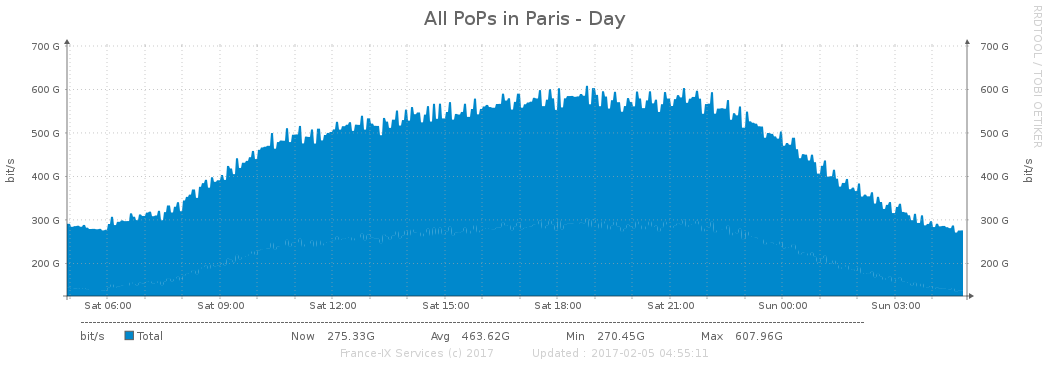 All PoPs in Paris - Day
RRDTOOL / TOBI OETIKER
700 G 700 G
600 G 600 G
500 G 500 G
400 G 400 G
300 G 300 G
200 G 200 G
bit/s bit/s
Sat 06:00 Sat 09:00 Sat 12:00 Sat 15:00 Sat 18:00 Sat 21:00 Sun 00:00 Sun 03:00
bit/s Total Now 275.33G Avg 463.62G Min 270.45G Max 607.96G
France-IX Services (c) 2017 Updated : 2017-02-05 04:55:11